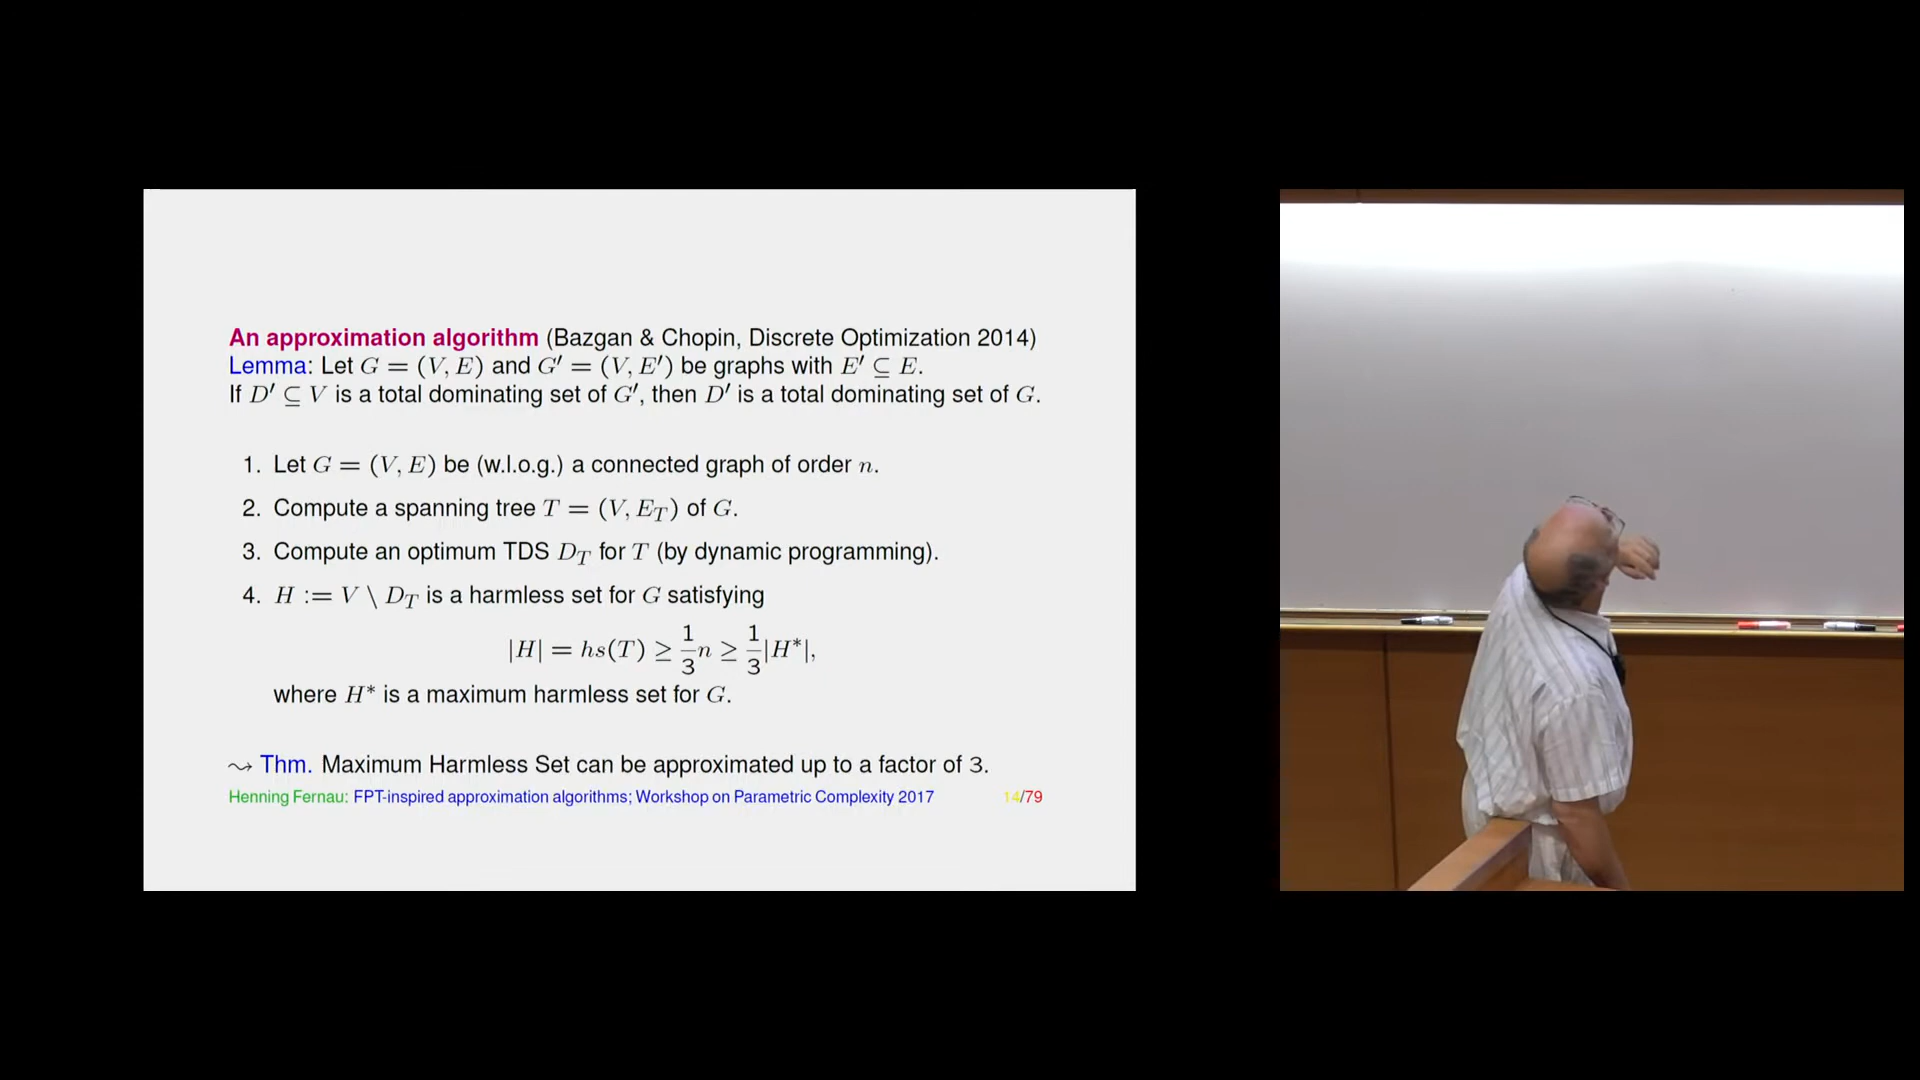 An approximation algorithm (Bazgan & Chopin, Discrete Optimization 2014)
Lemma: Let G = (V, E) and G′ = (V, E′) be graphs with E′ ⊆ E.
If D′ ⊆ V is a total dominating set of G′, then D′ is a total dominating set of G.
1. Let G = (V, E) be (w.l.o.g.) a connected graph of order n.
2. Compute a spanning tree T = (V, E_T) of G.
3. Compute an optimum TDS D_T for T (by dynamic programming).
4. H := V \ D_T is a harmless set for G satisfying
|H| = hs(T) ≥ 1/3 n ≥ 1/3 |H*|,
where H* is a maximum harmless set for G.
⇝ Thm. Maximum Harmless Set can be approximated up to a factor of 3.
Henning Fernau: FPT-inspired approximation algorithms; Workshop on Parametric Complexity 2017 14/79